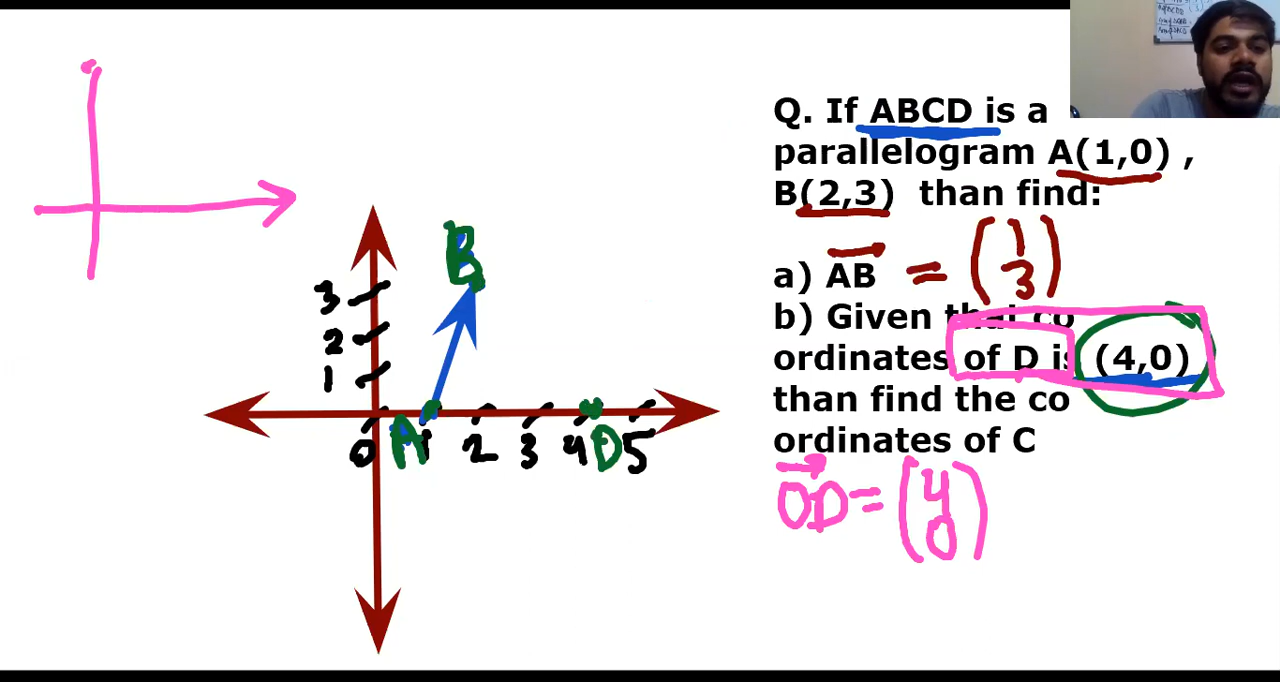 Q. If ABCD is a
parallelogram A(1,0) ,
B(2,3) than find:
a) AB = (1 3)
b) Given that co
ordinates of D is (4,0)
than find the co
ordinates of C
OD = (4 0)
B
3
2
1
A
D
0 1 2 3 4 5